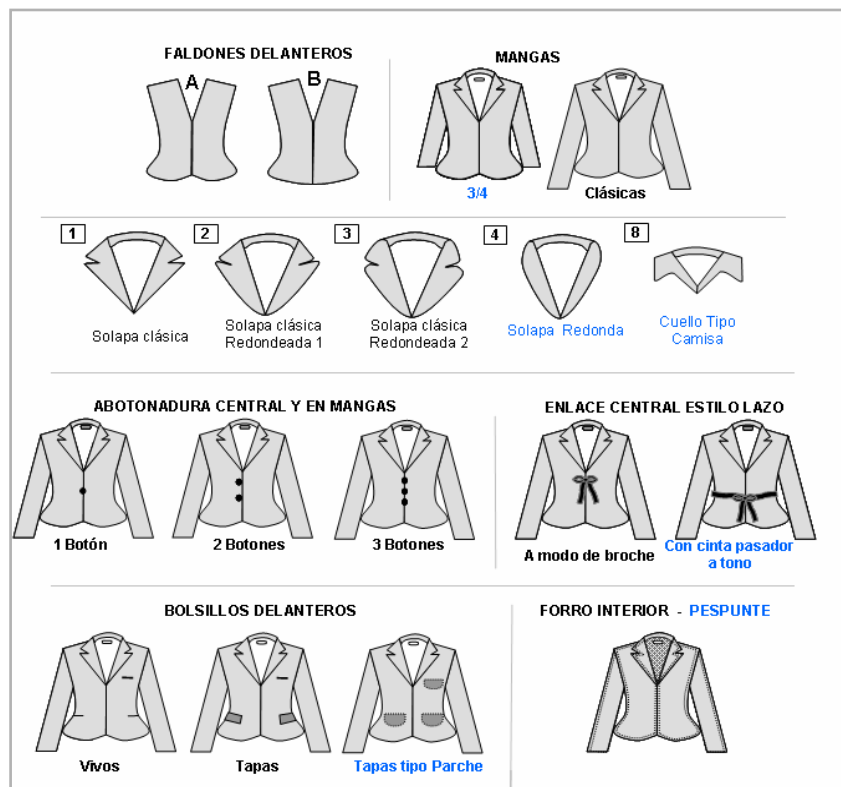 FALDONES DELANTEROS
A
B
MANGAS
3/4
Clásicas
1
2
3
4
8
Solapa clásica
Solapa clásica
Redondeada 1
Solapa clásica
Redondeada 2
Solapa Redonda
Cuello Tipo
Camisa
ABOTONADURA CENTRAL Y EN MANGAS
1 Botón
2 Botones
3 Botones
ENLACE CENTRAL ESTILO LAZO
A modo de broche
Con cinta pasador
a tono
BOLSILLOS DELANTEROS
Vivos
Tapas
Tapas tipo Parche
FORRO INTERIOR - PESPUNTE